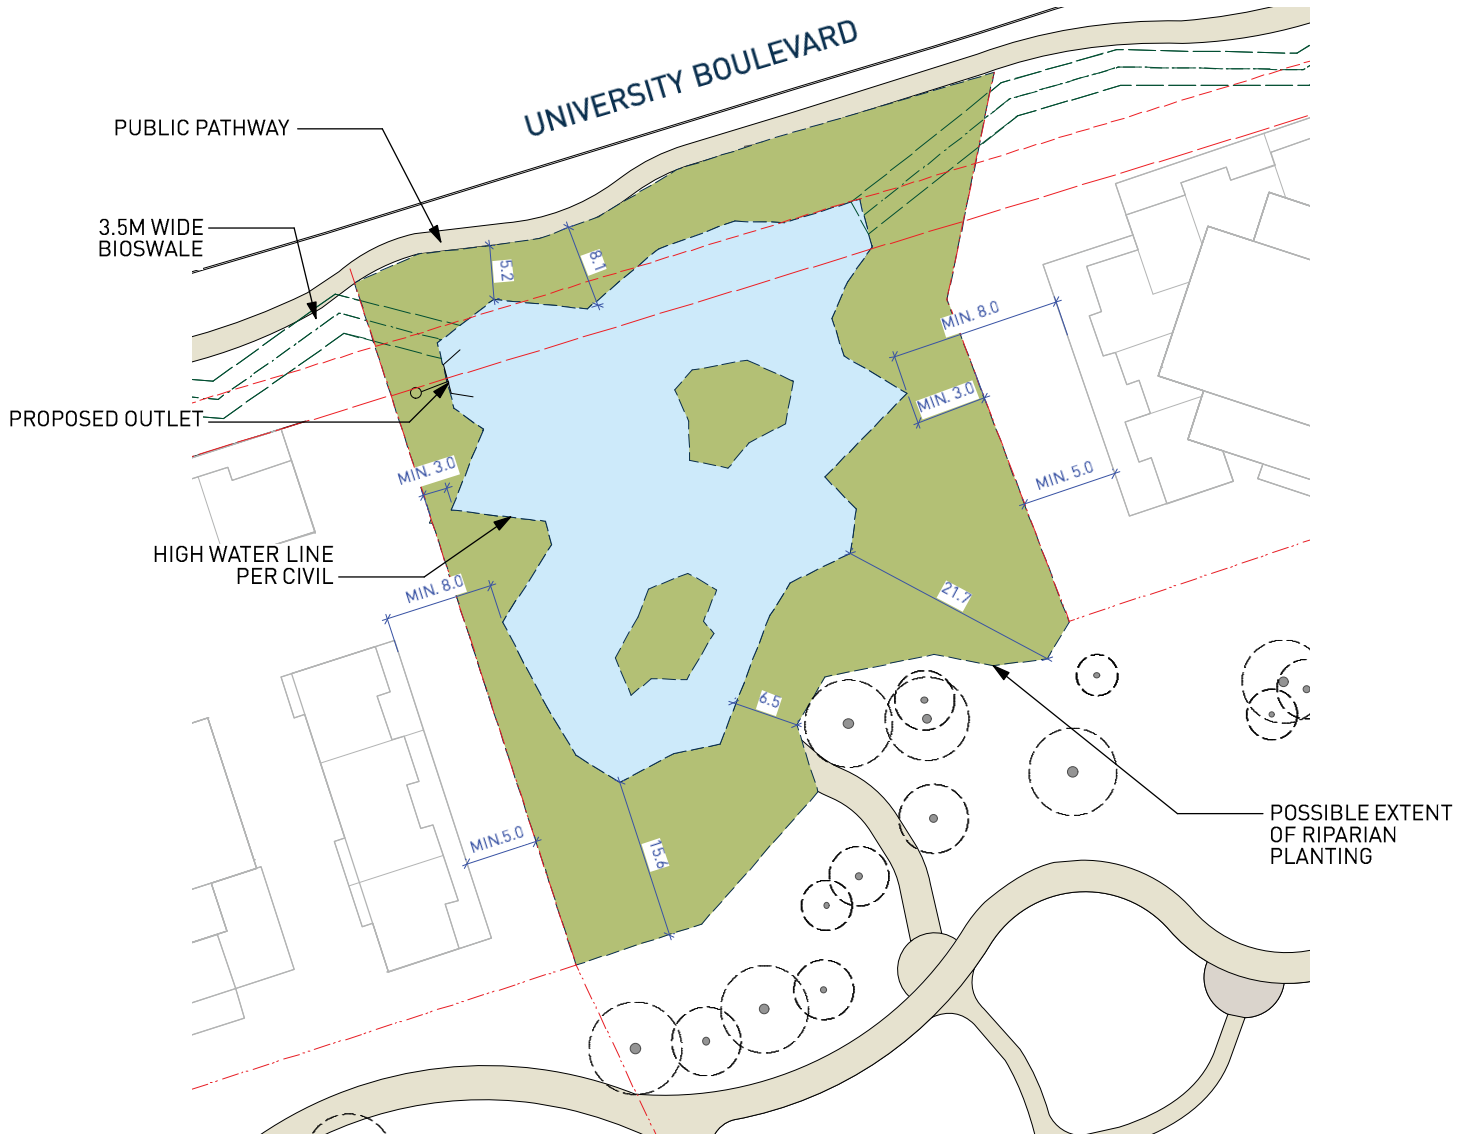 UNIVERSITY BOULEVARD
PUBLIC PATHWAY
3.5M WIDE
BIOSWALE
5.2
8.1
MIN. 8.0
MIN. 3.0
PROPOSED OUTLET
MIN. 3.0
MIN. 5.0
HIGH WATER LINE
PER CIVIL
MIN. 8.0
21.7
6.5
MIN.5.0
15.6
POSSIBLE EXTENT
OF RIPARIAN
PLANTING